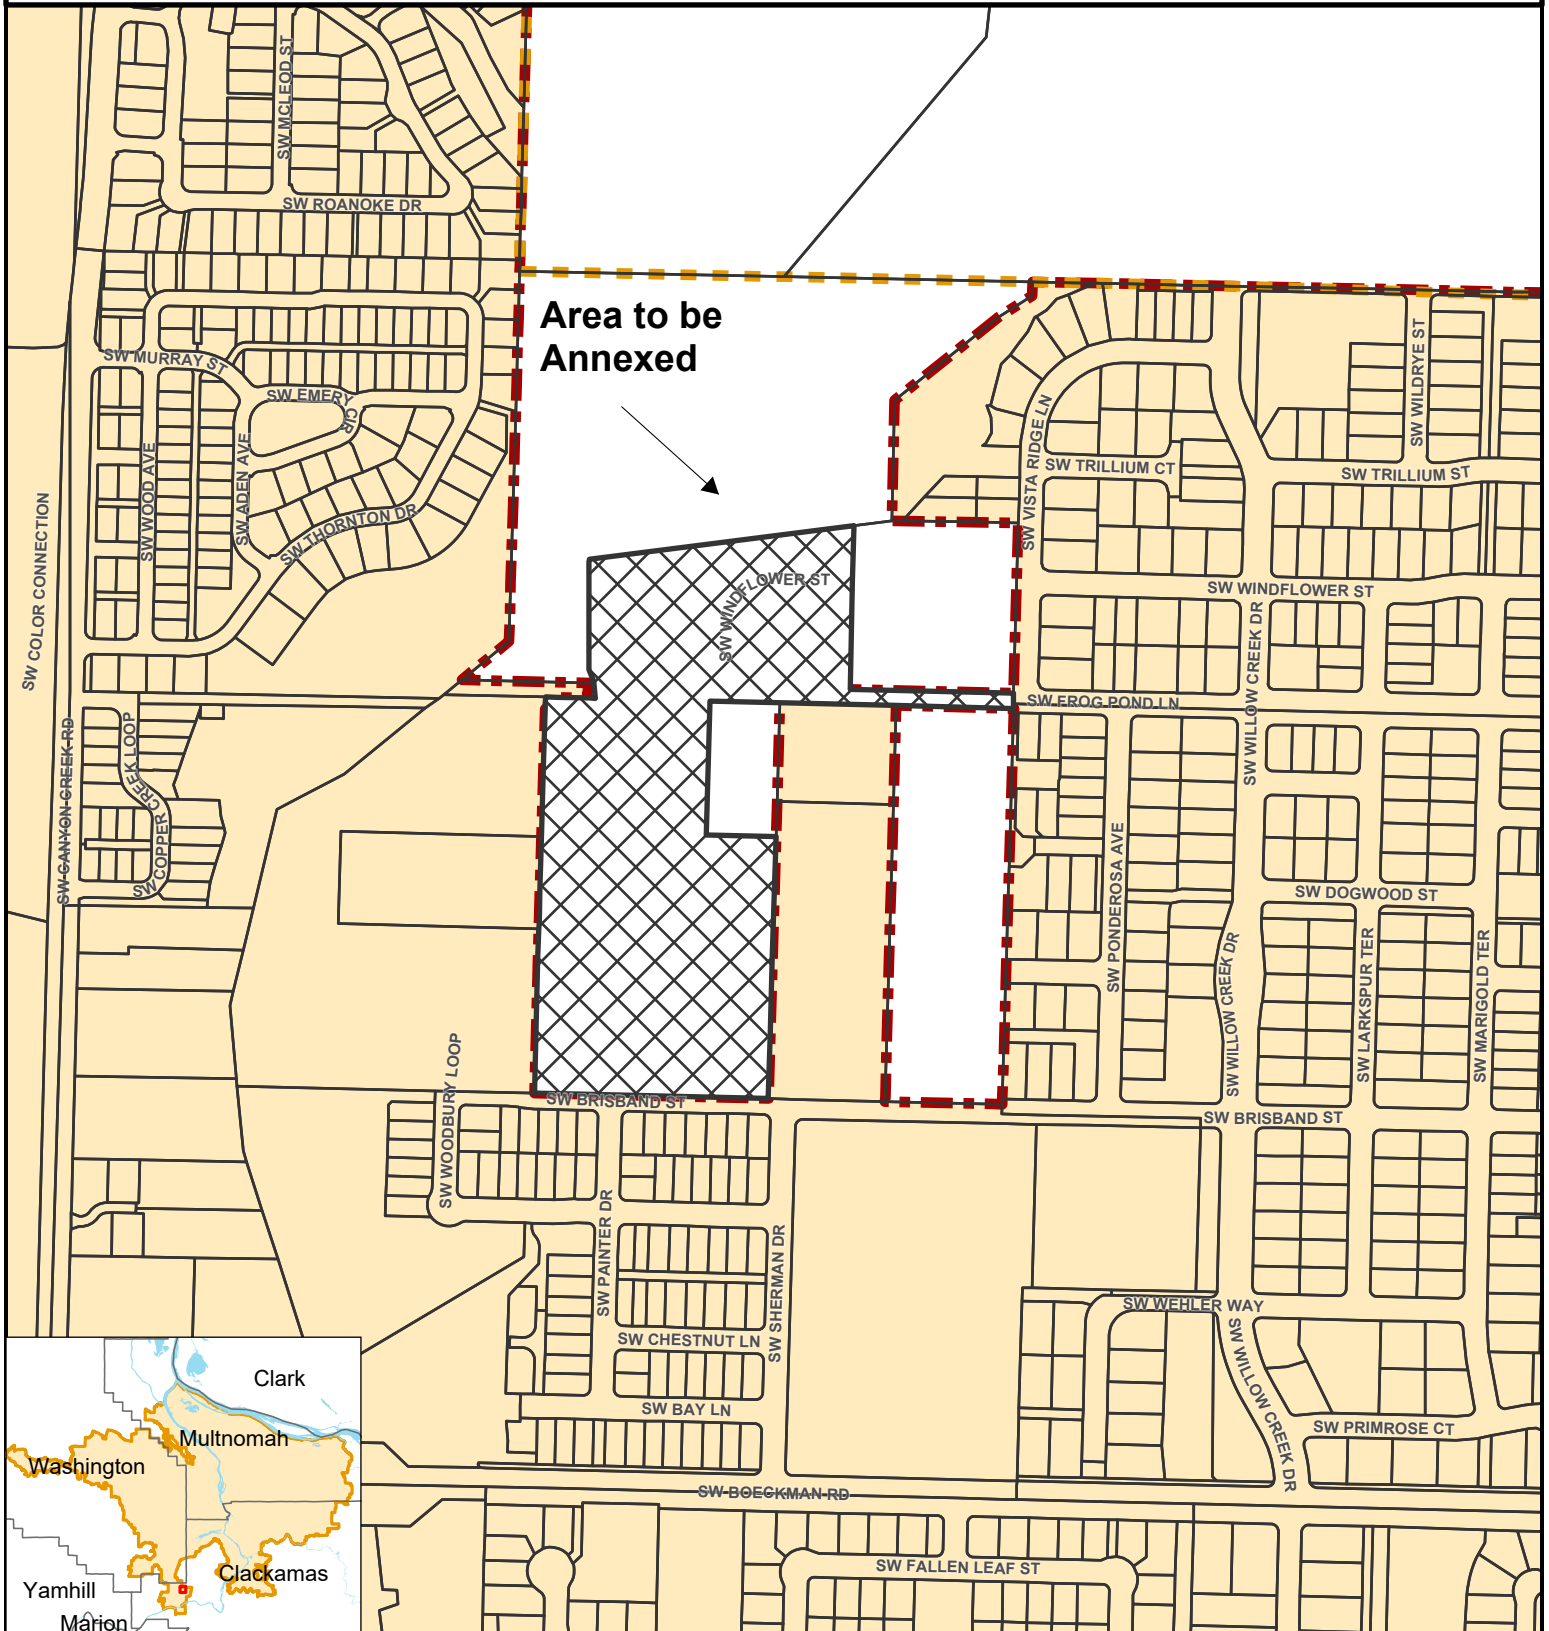 SW MCLEOD ST
SW ROANOKE DR
Area to be
Annexed
SW MURRAY ST
SW EMERY
CIR
SW WOOD AVE
SW ADEN AVE
SW THORNTON DR
SW COLOR CONNECTION
SW CANYON CREEK RD
SW COPPER CREEK LOOP
SW WINDFLOWER ST
SW VISTA RIDGE LN
SW TRILLIUM CT
SW WILDRYE ST
SW TRILLIUM ST
SW WINDFLOWER ST
SW WILLOW CREEK DR
SW FROG POND LN
SW PONDEROSA AVE
SW DOGWOOD ST
SW WILLOW CREEK DR
SW LARKSPUR TER
SW MARIGOLD TER
SW WOODBURY LOOP
SW BRISBAND ST
SW BRISBAND ST
SW PAINTER DR
SW SHERMAN DR
SW CHESTNUT LN
SW BAY LN
SW WEHLER WAY
SW WILLOW CREEK DR
SW PRIMROSE CT
SW BOECKMAN RD
SW FALLEN LEAF ST
Clark
Multnomah
Washington
Clackamas
Yamhill
Marion